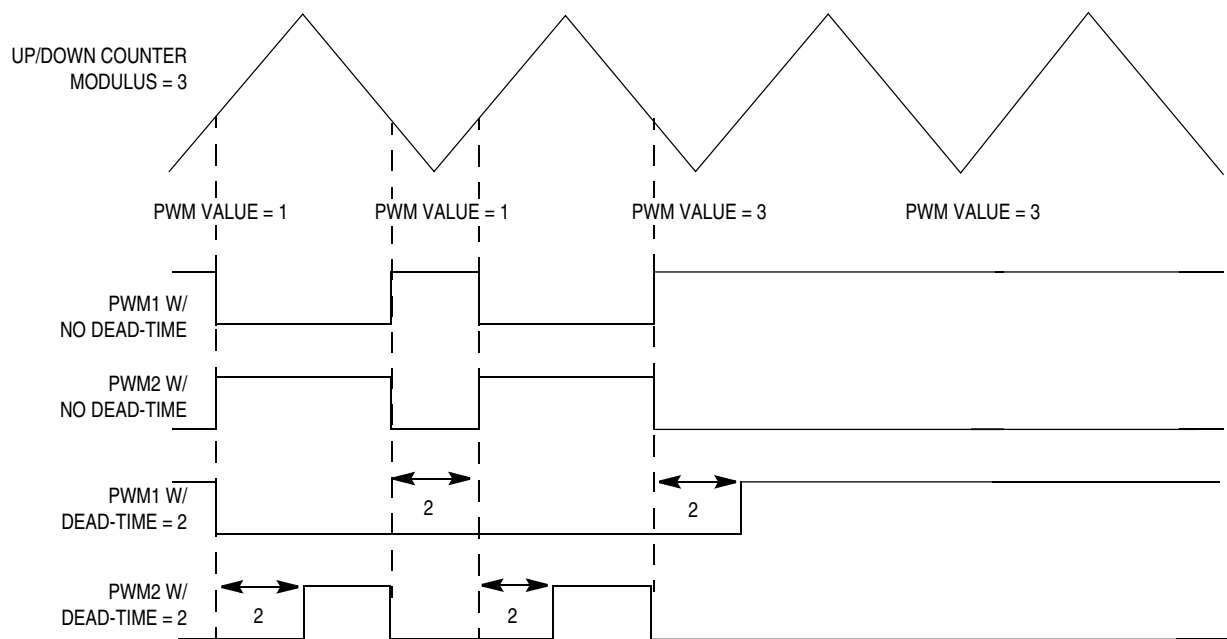 UP/DOWN COUNTER
MODULUS = 3
PWM VALUE = 1 PWM VALUE = 1 PWM VALUE = 3 PWM VALUE = 3
PWM1 W/
NO DEAD-TIME
PWM2 W/
NO DEAD-TIME
PWM1 W/
DEAD-TIME = 2
2 2
PWM2 W/
DEAD-TIME = 2
2 2